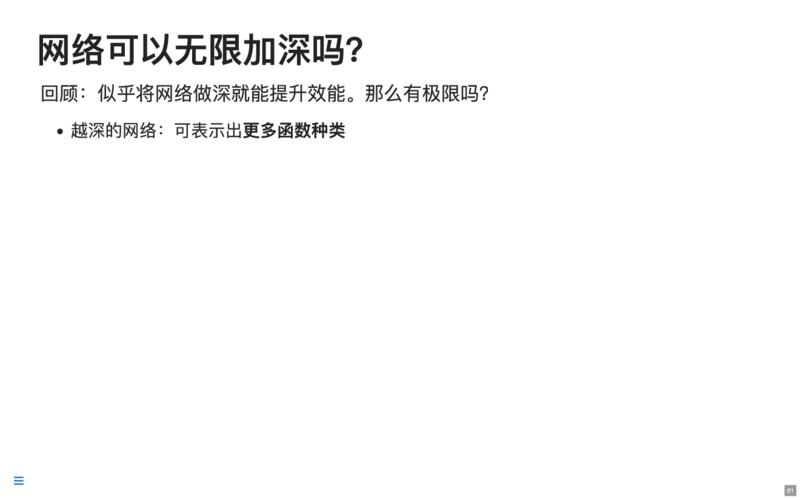 网络可以无限加深吗？
回顾：似乎将网络做深就能提升效能。那么有极限吗？
• 越深的网络：可表示出更多函数种类
01